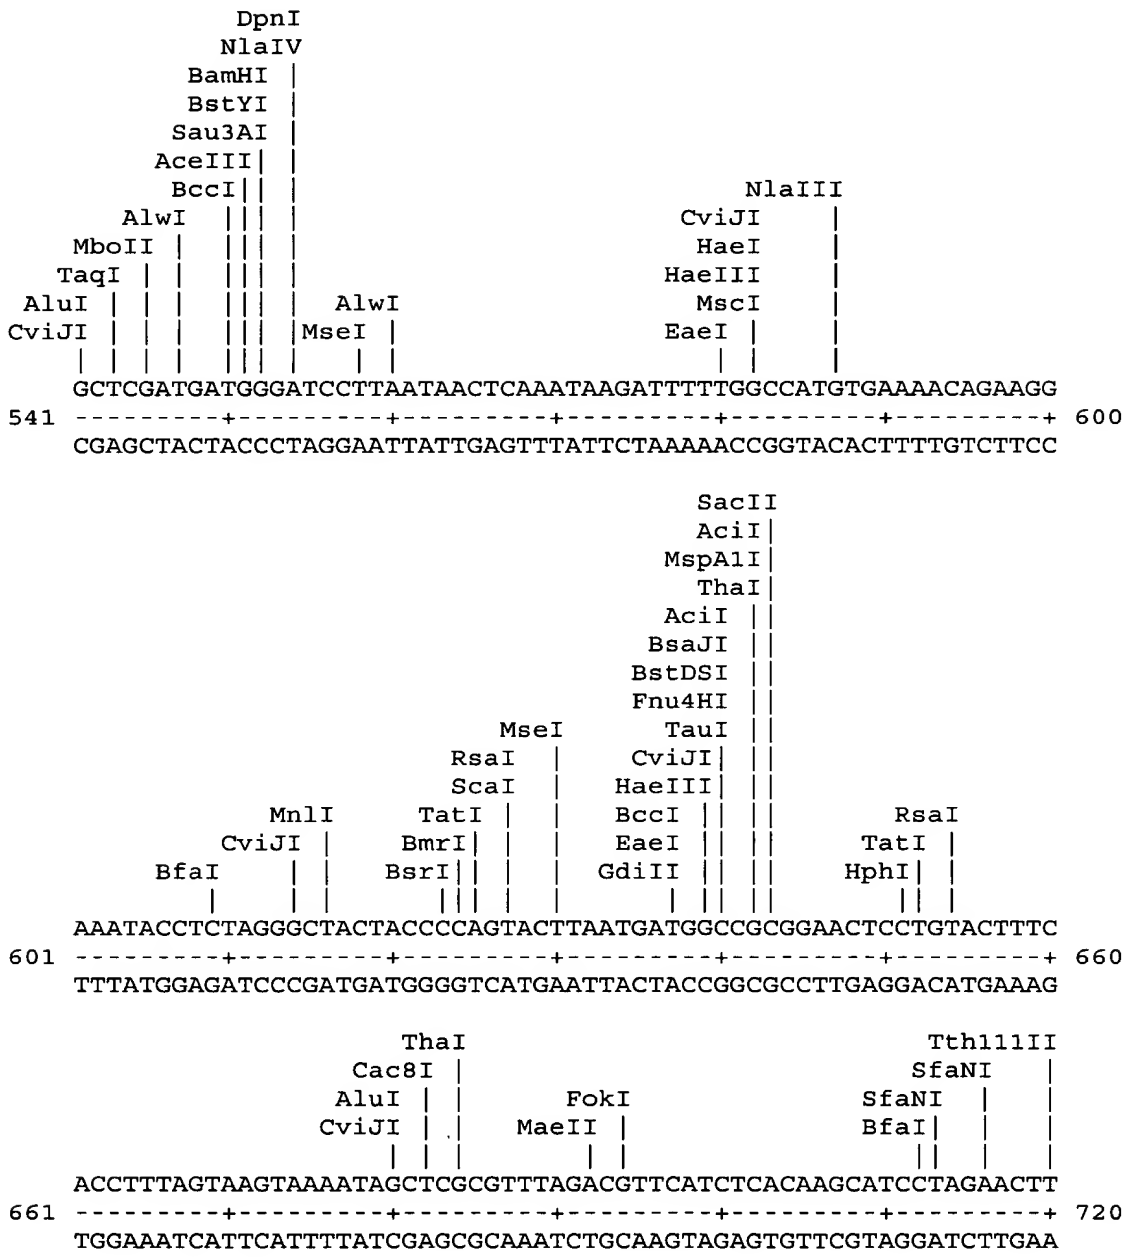 DpnI
NlaIV
BamHI
BstYI
Sau3AI
AceIII
BccI NlaIII
AlwI CviJI
MboII HaeI
TaqI HaeIII
AluI AlwI MscI
CviJI MseI EaeI
GCTCGATGATGGGATCCTTAATAACTCAAATAAGATTTTTGGCCATGTGAAAACAGAAGG
541 ---------+---------+---------+---------+---------+---------+ 600
CGAGCTACTACCCTAGGAATTATTGAGTTTATTCTAAAAACCGGTACACTTTTGTCTTCC
SacII
AciI
MspA1I
ThaI
AciI
BsaJI
BstDSI
Fnu4HI
MseI TauI
RsaI CviJI
ScaI HaeIII
MnlI TatI BccI RsaI
CviJI BmrI EaeI TatI
BfaI BsrI GdiII HphI
AAATACCTCTAGGGCTACTACCCCAGTACTTAATGATGGCCGCGGAACTCCTGTACTTTC
601 ---------+---------+---------+---------+---------+---------+ 660
TTTATGGAGATCCCGATGATGGGGTCATGAATTACTACCGGCGCCTTGAGGACATGAAAG
ThaI Tth111II
Cac8I SfaNI
AluI FokI SfaNI
CviJI MaeII BfaI
ACCTTTAGTAAGTAAAATAGCTCGCGTTTAGACGTTCATCTCACAAGCATCCTAGAACTT
661 ---------+---------+---------+---------+---------+---------+ 720
TGGAAATCATTCATTTTATCGAGCGCAAATCTGCAAGTAGAGTGTTCGTAGGATCTTGAA